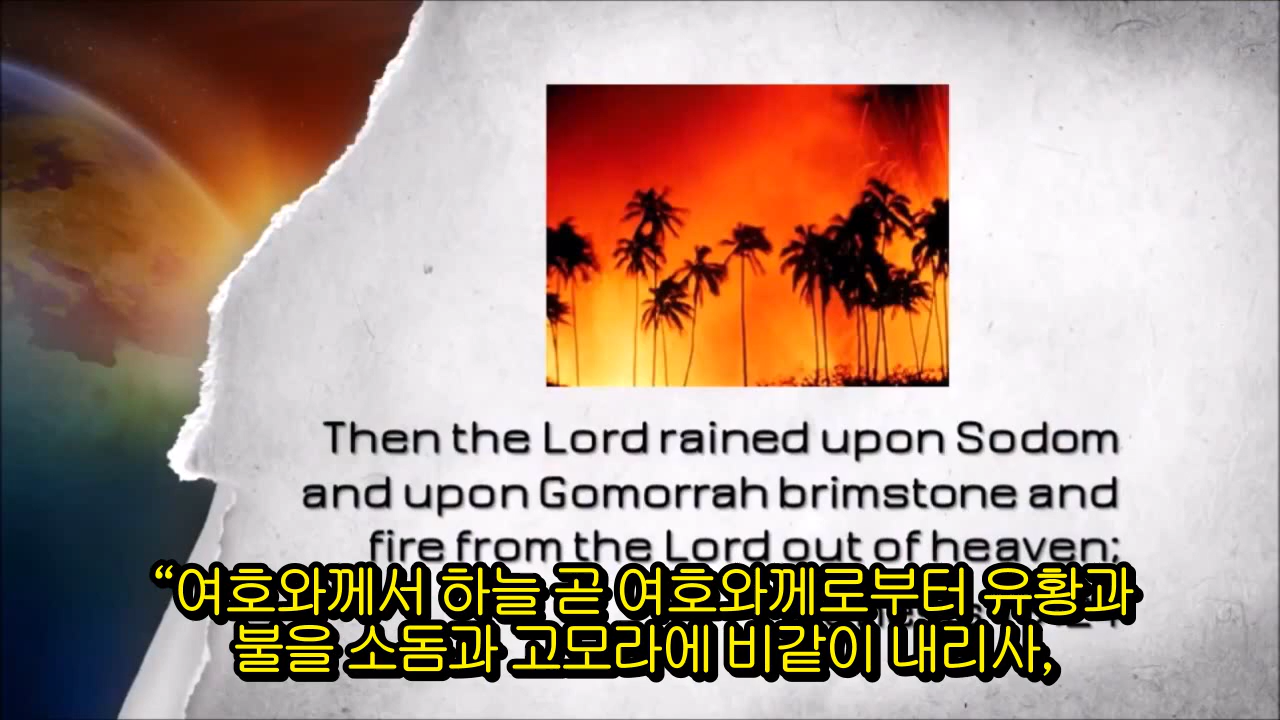 Then the Lord rained upon Sodom
and upon Gomorrah brimstone and
fire from the Lord out of heaven;
“여호와께서 하늘 곧 여호와께로부터 유황과
불을 소돔과 고모라에 비같이 내리사,